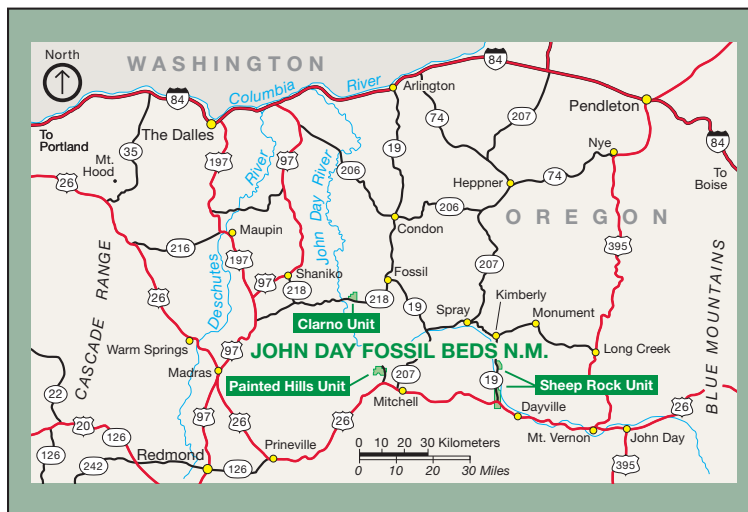 North
WASHINGTON
84
Columbia
River
Arlington
84
Pendleton
To
Portland
The Dalles
84
35
Mt.
Hood
26
197
River
97
206
John Day River
19
74
207
Nye
84
To
Boise
Heppner
74
206
OREGON
Condon
216
Maupin
197
Deschutes
97
Shaniko
218
Fossil
218
207
395
CASCADE RANGE
26
Clarno Unit
19
Spray
Kimberly
Monument
BLUE MOUNTAINS
Warm Springs
97
JOHN DAY FOSSIL BEDS N.M.
Long Creek
Madras
Painted Hills Unit
207
Mitchell
19
Sheep Rock Unit
22
97
26
26
Dayville
26
20
126
Mt. Vernon
John Day
126
242
Redmond
126
Prineville
0 10 30 Kilometers
0 10 20 30 Miles
395